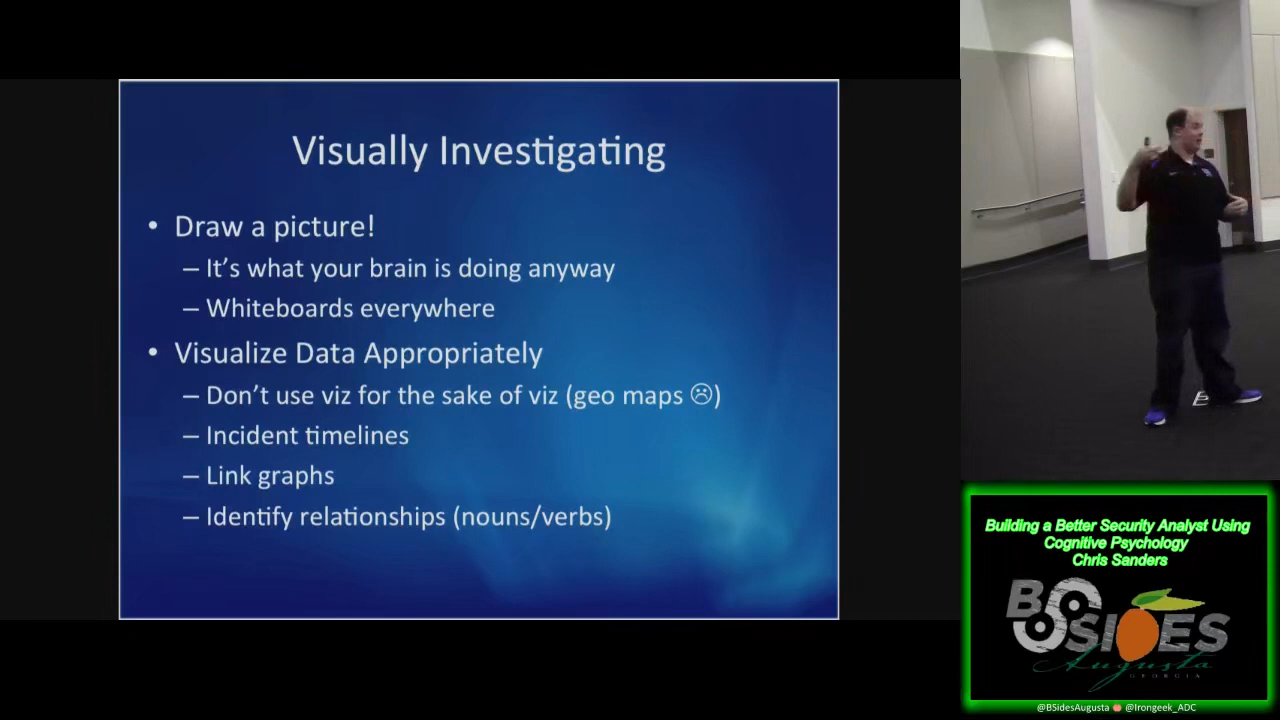 Visually Investigating
• Draw a picture!
– It’s what your brain is doing anyway
– Whiteboards everywhere
• Visualize Data Appropriately
– Don’t use viz for the sake of viz (geo maps ☹)
– Incident timelines
– Link graphs
– Identify relationships (nouns/verbs)
Building a Better Security Analyst Using
Cognitive Psychology
Chris Sanders
BSIDES
Augusta
GEORGIA
@BSidesAugusta @Irongeek_ADC